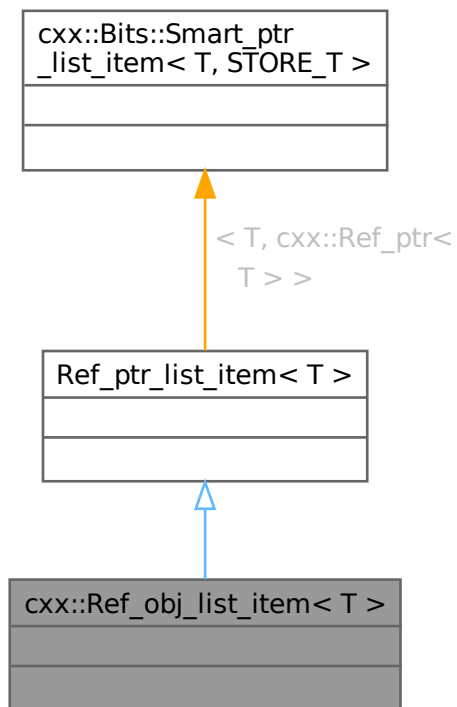 cxx::Bits::Smart_ptr
_list_item< T, STORE_T >
< T, cxx::Ref_ptr<
T > >
Ref_ptr_list_item< T >
cxx::Ref_obj_list_item< T >